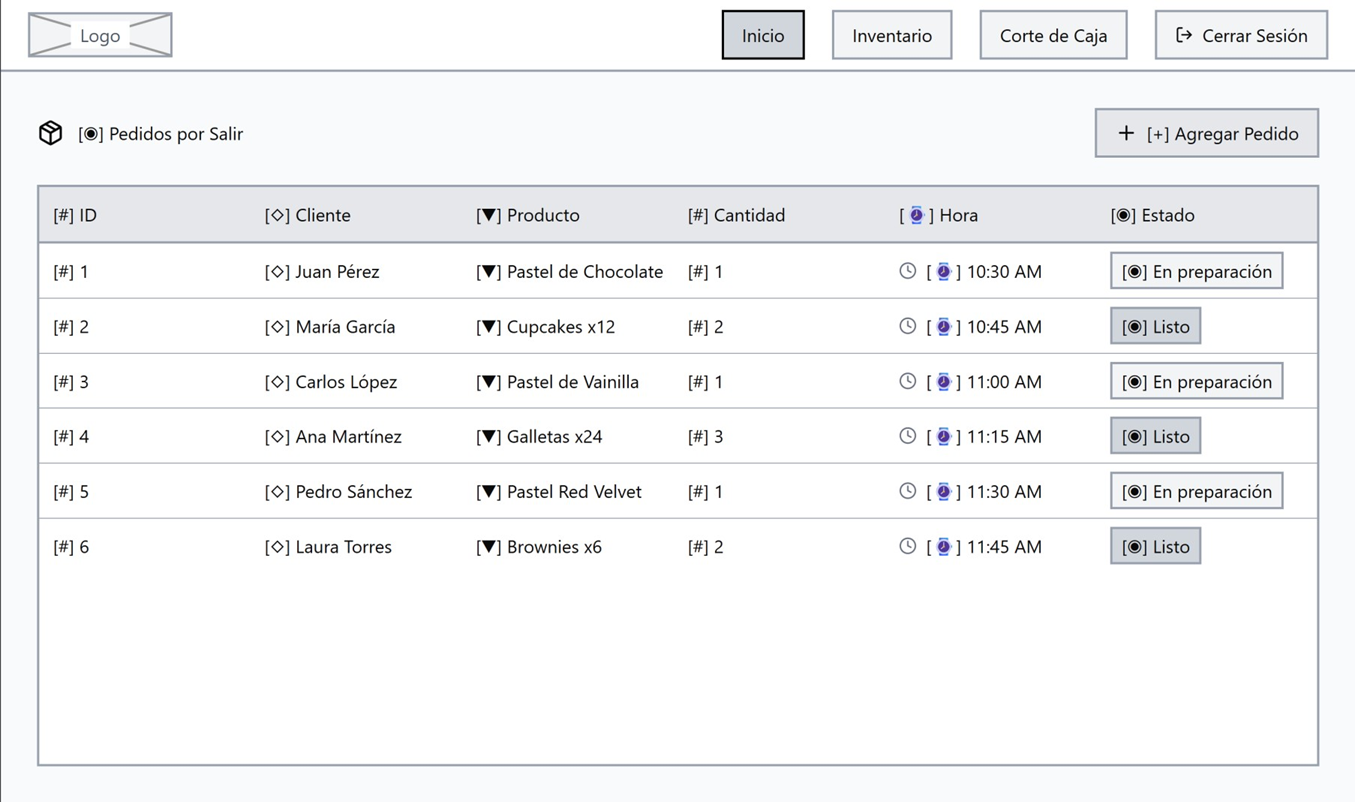 Logo Inicio Inventario Corte de Caja Cerrar Sesión
[◉] Pedidos por Salir + [+] Agregar Pedido
[#] ID [◇] Cliente [▼] Producto [#] Cantidad [⌚] Hora [◉] Estado
[#] 1 [◇] Juan Pérez [▼] Pastel de Chocolate [#] 1 [⌚] 10:30 AM [◉] En preparación
[#] 2 [◇] María García [▼] Cupcakes x12 [#] 2 [⌚] 10:45 AM [◉] Listo
[#] 3 [◇] Carlos López [▼] Pastel de Vainilla [#] 1 [⌚] 11:00 AM [◉] En preparación
[#] 4 [◇] Ana Martínez [▼] Galletas x24 [#] 3 [⌚] 11:15 AM [◉] Listo
[#] 5 [◇] Pedro Sánchez [▼] Pastel Red Velvet [#] 1 [⌚] 11:30 AM [◉] En preparación
[#] 6 [◇] Laura Torres [▼] Brownies x6 [#] 2 [⌚] 11:45 AM [◉] Listo